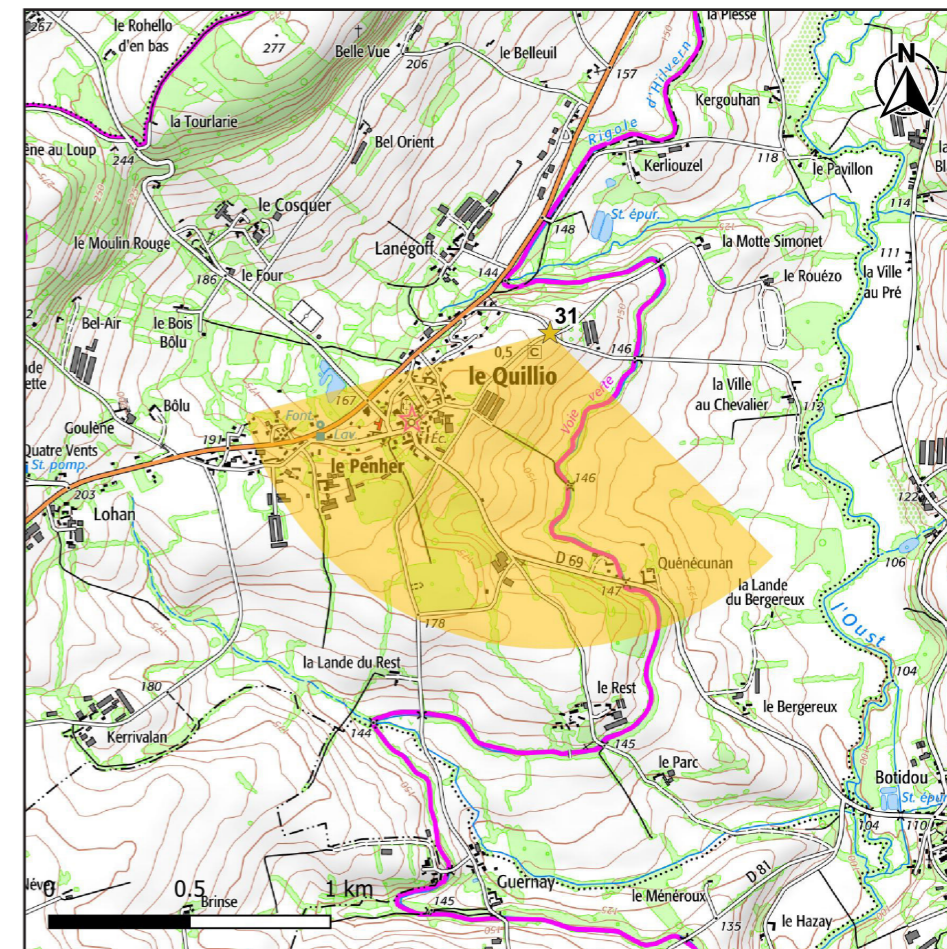 la Plesse
le Rohello
d'en bas
257
277
Belle Vue
206
le Belleuil
157
150
N
Rigole d'Hilvern
Kergouhan
la Tourlarie
Bel Orient
244
le Cosquer
Kerliouzel
118
le Pavillon
114
St. épur.
le Moulin Rouge
Lanégoff
148
la Motte Simonet
111
186
le Four
144
le Rouézo
la Ville
au Pré
31
150
Bel-Air
le Bois
Bôlu
0,5
C
146
le Quillio
167
Voie verte
la Ville
au Chevalier
112
Bôlu
Goulène
Font.
Lav.
Ec.
191
Quatre Vents
St. pomp.
le Penher
146
203
Lohan
122
D 69
Quénécunan
106
147
la Lande
du Bergereux
178
l'Oust
la Lande du Rest
104
180
le Rest
le Bergereux
Kerrivalan
144
145
le Parc
Botidou
St. épur.
104
110
D 81
0
0.5
1 km
Guernay
le Ménéroux
Brinse
145
135
le Hazay